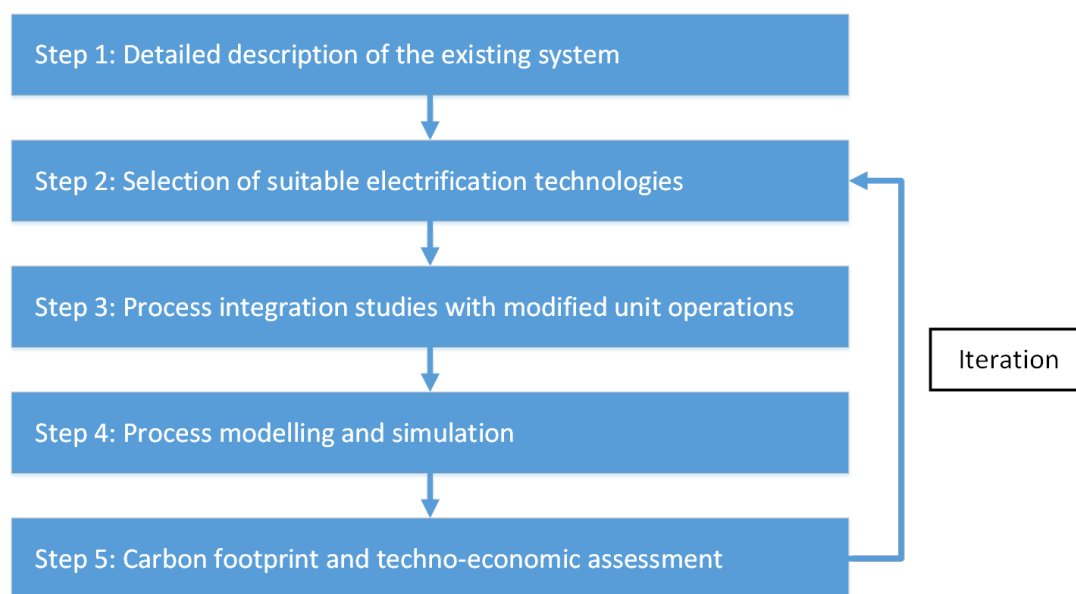 Step 1: Detailed description of the existing system
Step 2: Selection of suitable electrification technologies
Step 3: Process integration studies with modified unit operations
Iteration
Step 4: Process modelling and simulation
Step 5: Carbon footprint and techno-economic assessment